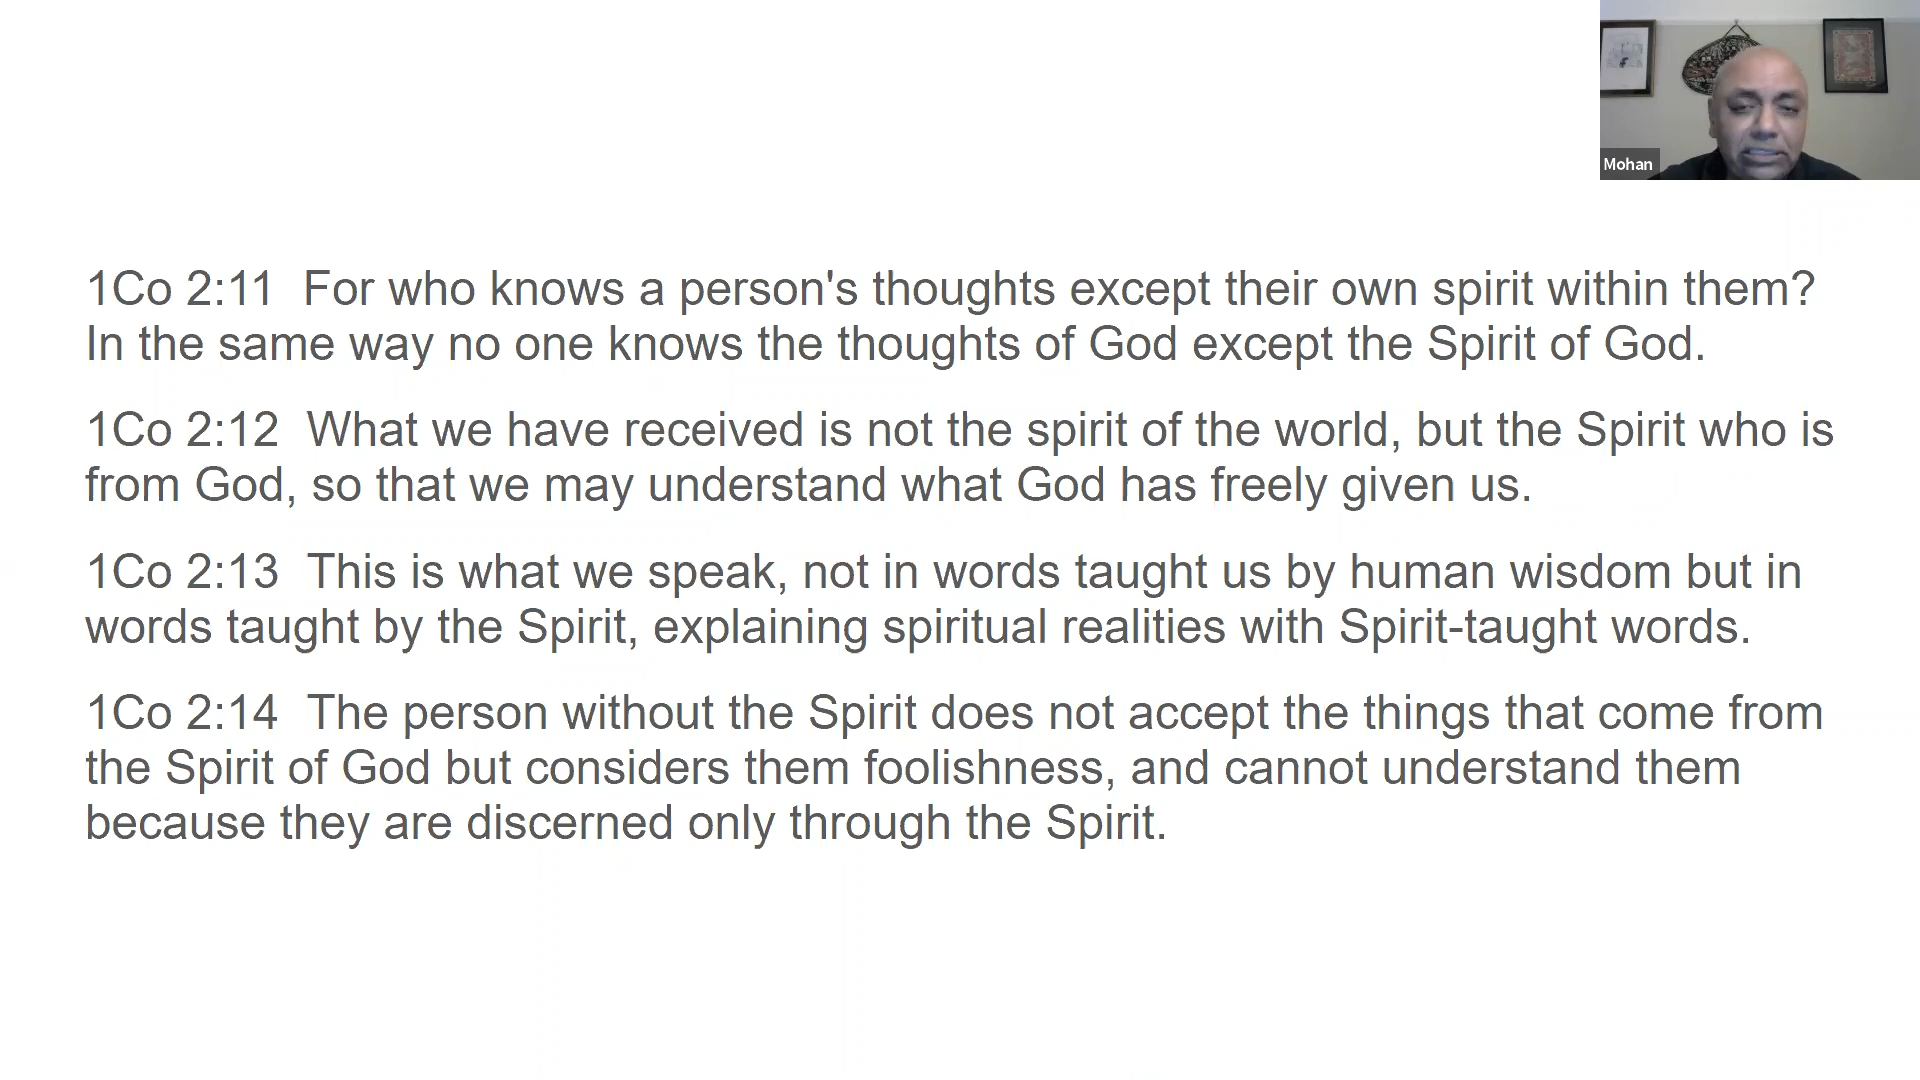 Mohan
1Co 2:11  For who knows a person's thoughts except their own spirit within them?
In the same way no one knows the thoughts of God except the Spirit of God.
1Co 2:12  What we have received is not the spirit of the world, but the Spirit who is
from God, so that we may understand what God has freely given us.
1Co 2:13  This is what we speak, not in words taught us by human wisdom but in
words taught by the Spirit, explaining spiritual realities with Spirit-taught words.
1Co 2:14  The person without the Spirit does not accept the things that come from
the Spirit of God but considers them foolishness, and cannot understand them
because they are discerned only through the Spirit.